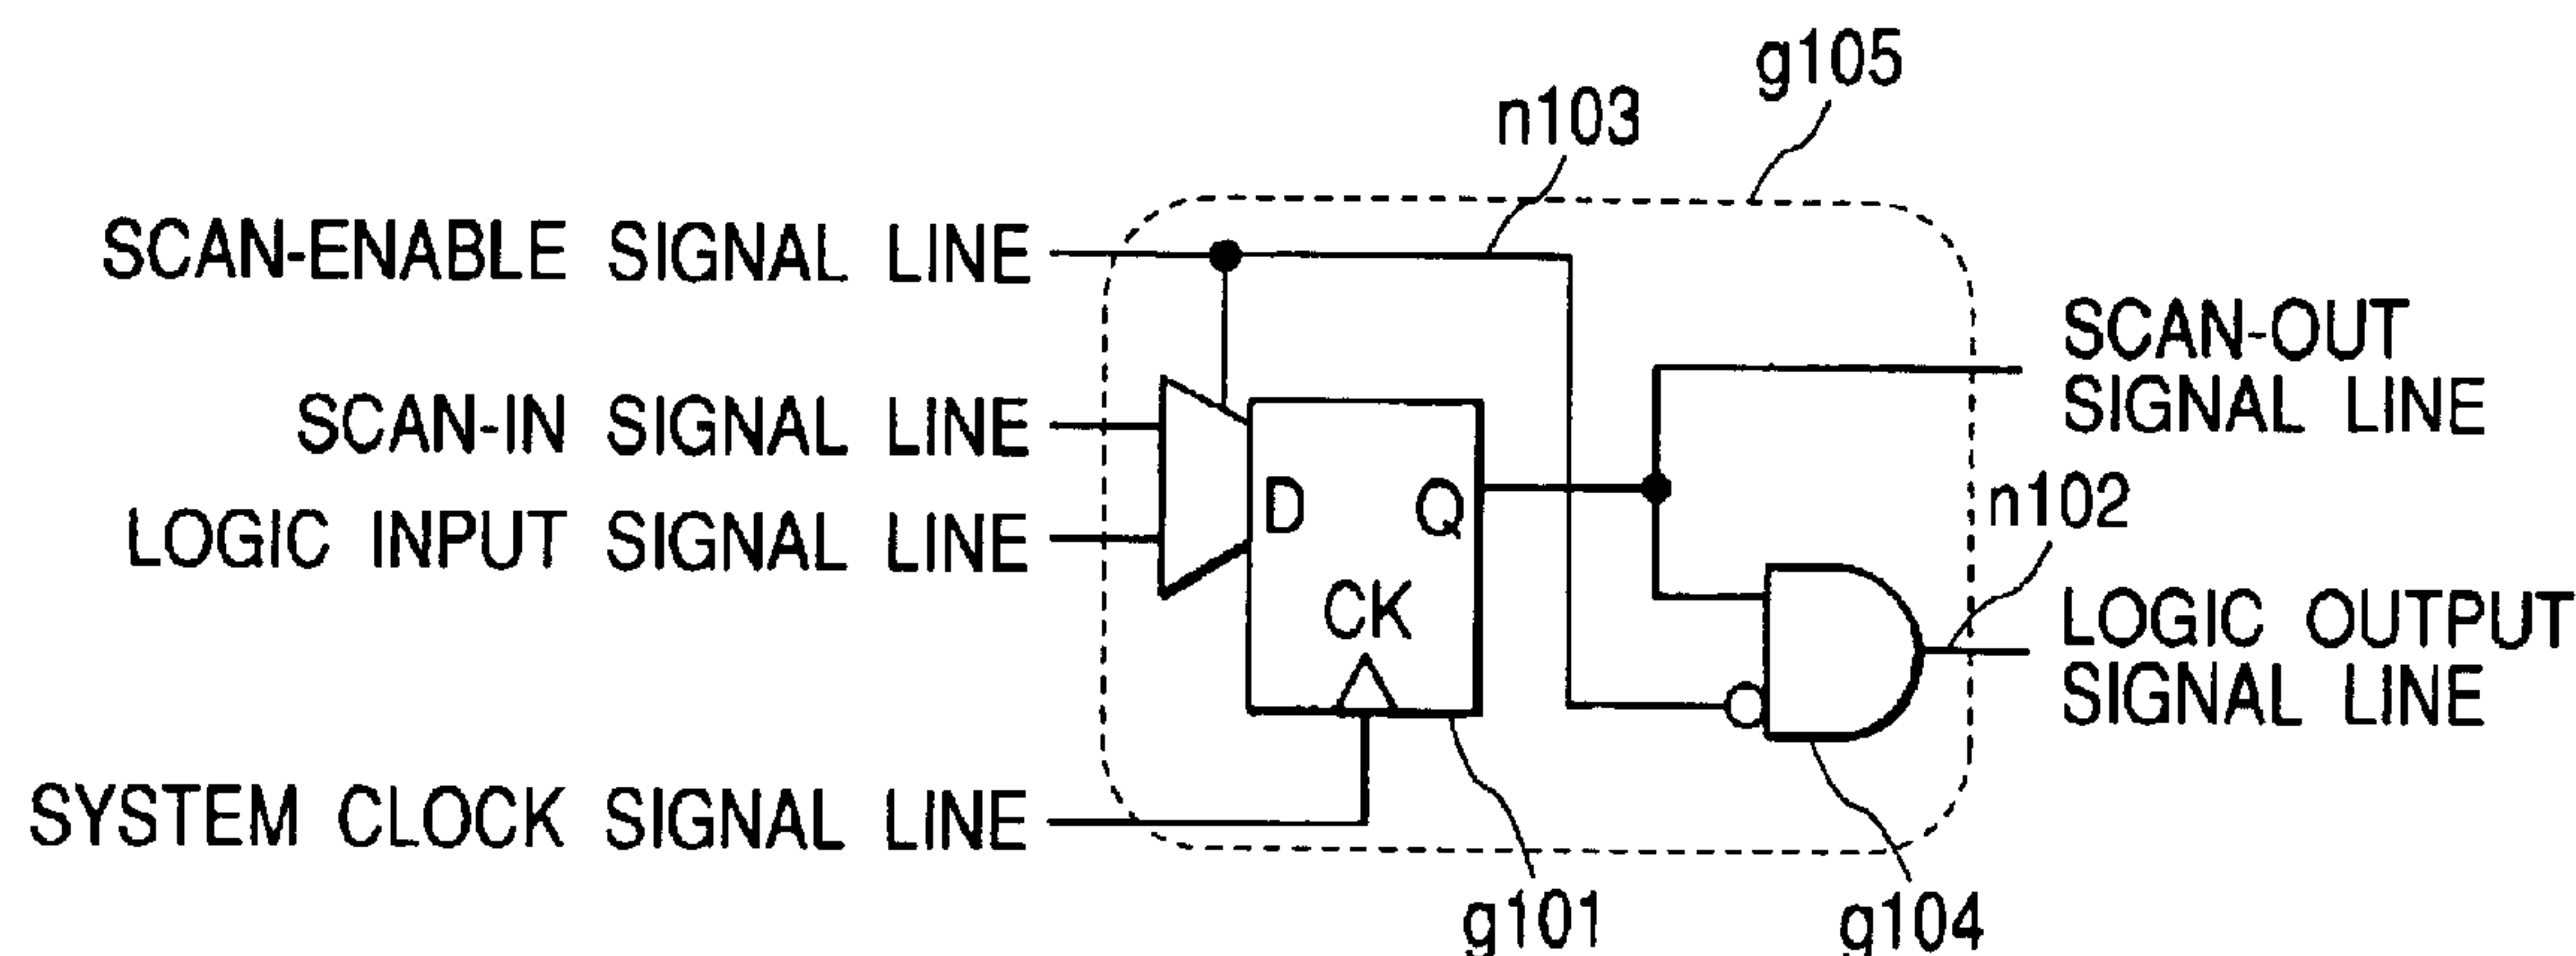 g105
n103
SCAN-ENABLE SIGNAL LINE
SCAN-IN SIGNAL LINE
LOGIC INPUT SIGNAL LINE
SYSTEM CLOCK SIGNAL LINE
D
Q
CK
SCAN-OUT
SIGNAL LINE
n102
LOGIC OUTPUT
SIGNAL LINE
g101
g104